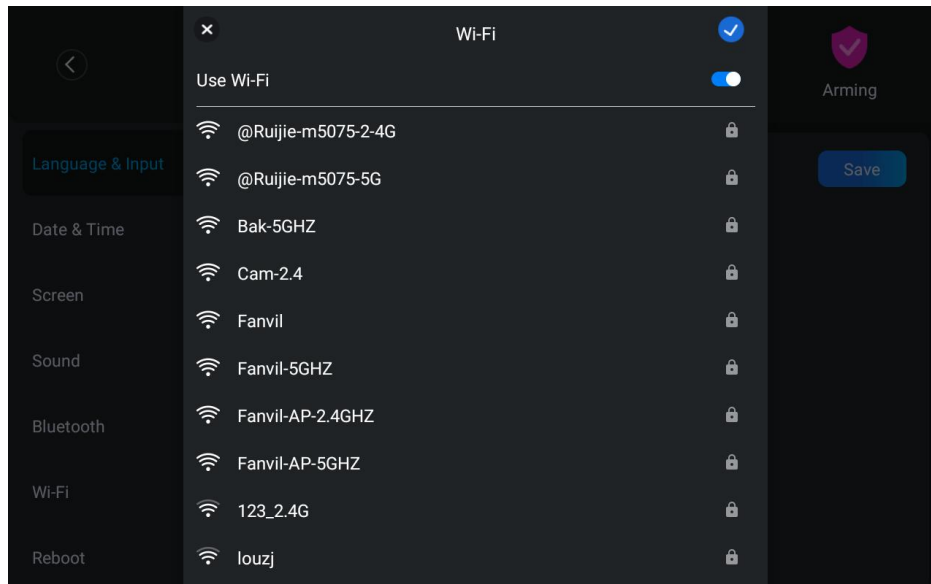 Wi-Fi
Use Wi-Fi
Arming
@Ruijie-m5075-2-4G
Language & Input
@Ruijie-m5075-5G
Save
Date & Time
Bak-5GHZ
Cam-2.4
Screen
Fanvil
Sound
Fanvil-5GHZ
Bluetooth
Fanvil-AP-2.4GHZ
Fanvil-AP-5GHZ
Wi-Fi
123_2.4G
Reboot
louzj